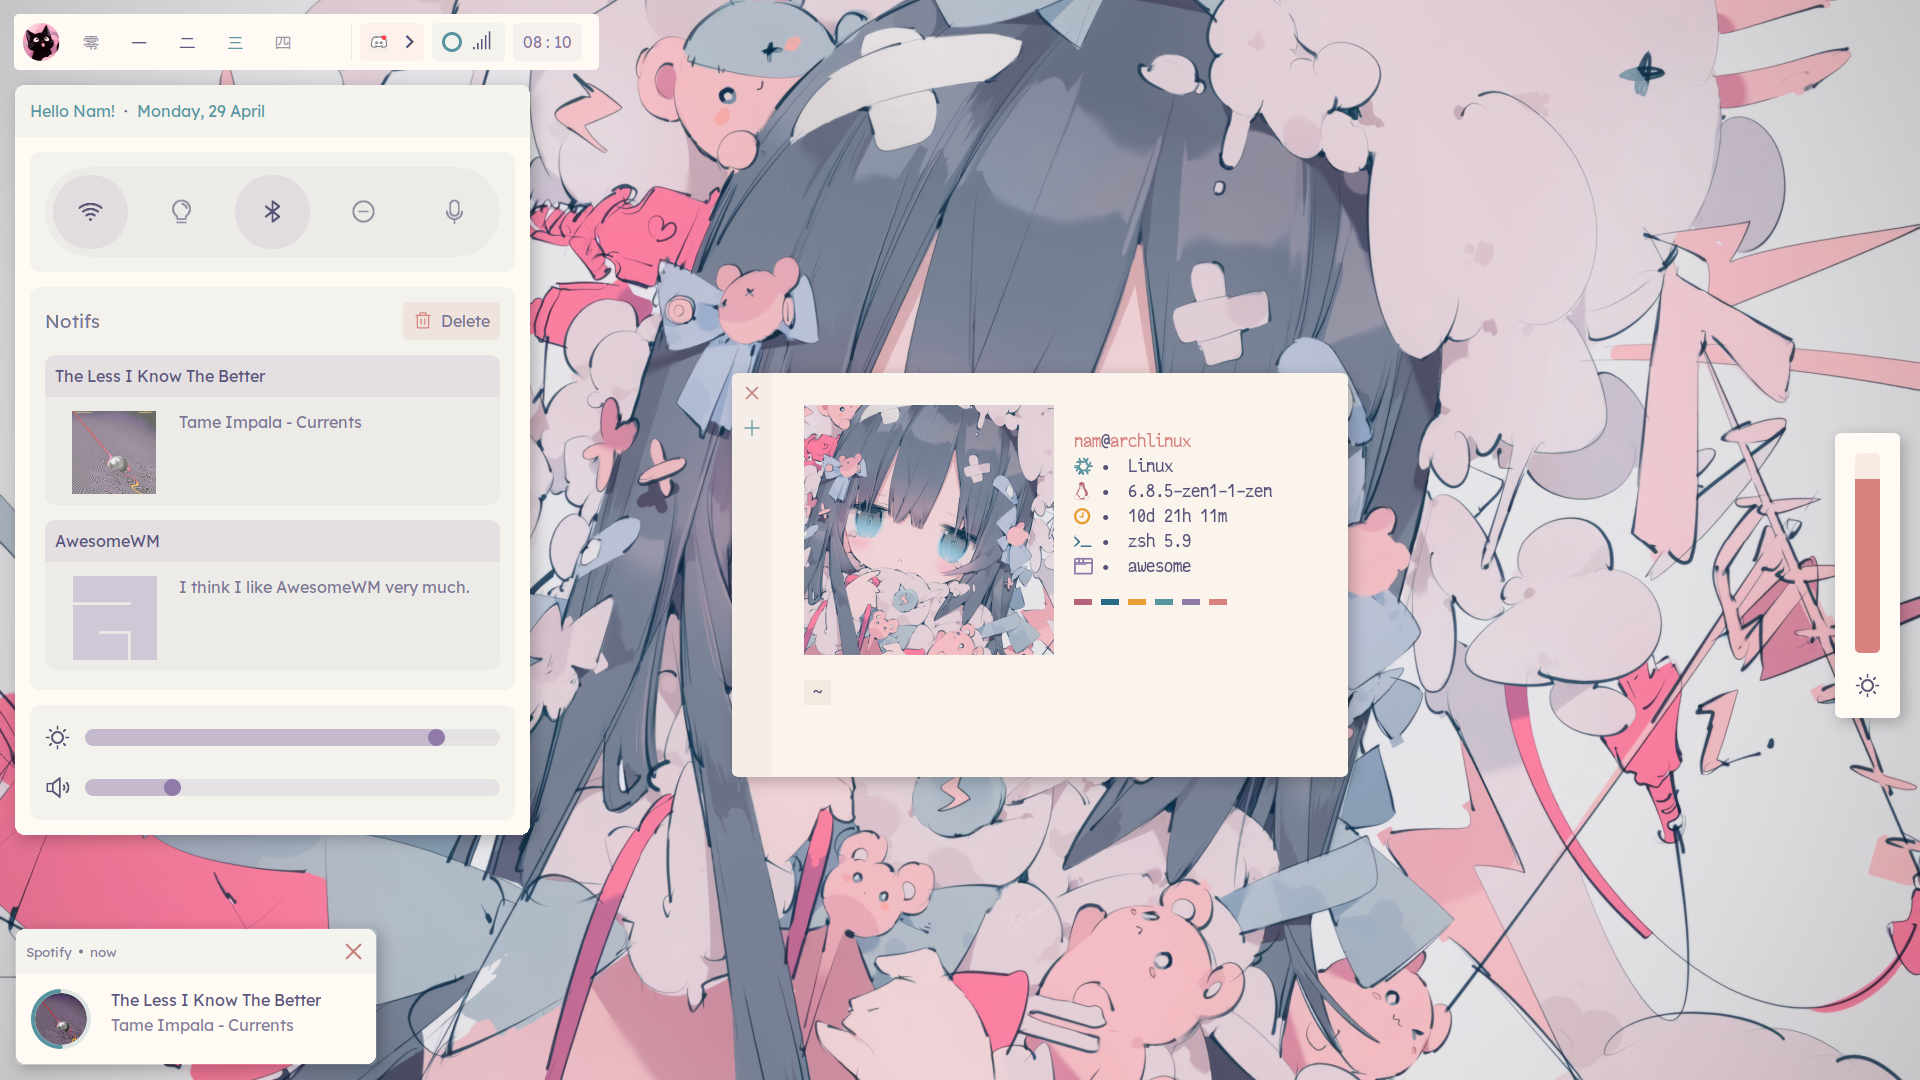 零 一 二 三 四
08:10
Hello Nam! · Monday, 29 April
Notifs
Delete
The Less I Know The Better
Tame Impala - Currents
AwesomeWM
I think I like AwesomeWM very much.
nam@archlinux
• Linux
• 6.8.5-zen1-1-zen
• 10d 21h 11m
• zsh 5.9
• awesome
~
Spotify • now
The Less I Know The Better
Tame Impala - Currents